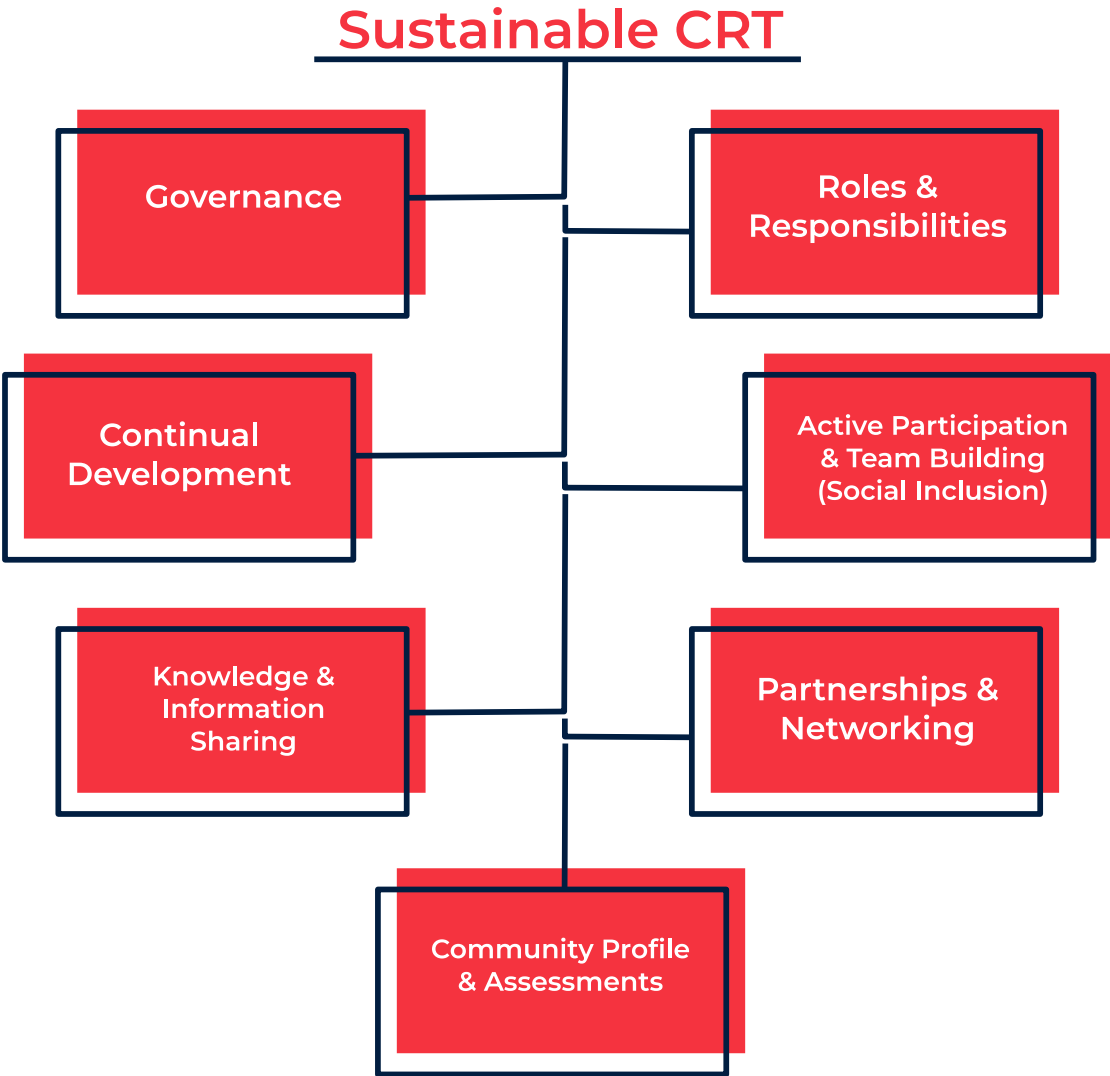 Sustainable CRT
Governance
Roles &
Responsibilities
Continual
Development
Active Participation
& Team Building
(Social Inclusion)
Knowledge &
Information
Sharing
Partnerships &
Networking
Community Profile
& Assessments